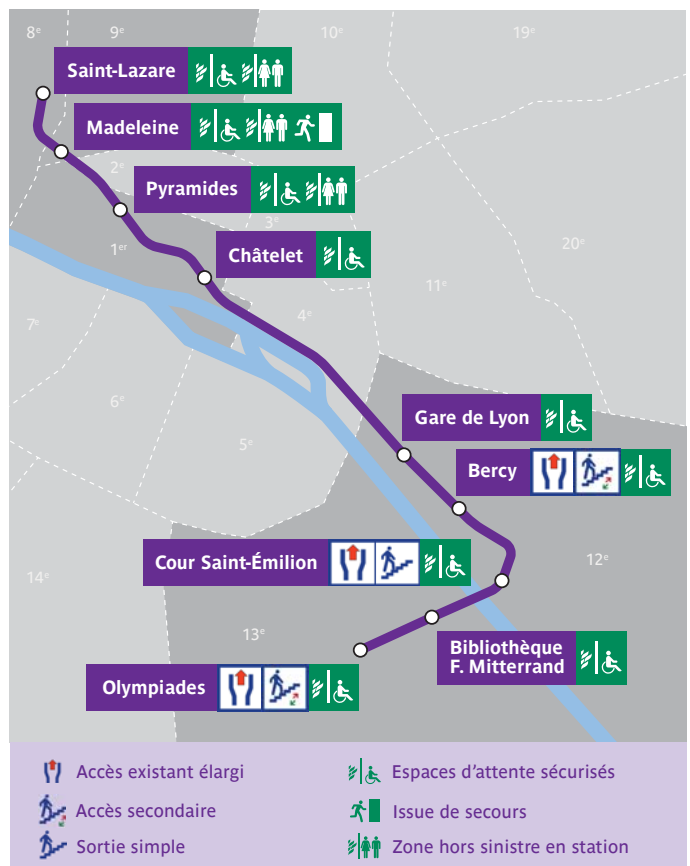 8e
9e
10e
19e
Saint-Lazare
Madeleine
2e
Pyramides
3e
1er
Châtelet
20e
11e
7e
4e
6e
5e
Gare de Lyon
Bercy
Cour Saint-Émilion
12e
14e
13e
Bibliothèque
F. Mitterrand
Olympiades
Accès existant élargi
Espaces d'attente sécurisés
Accès secondaire
Issue de secours
Sortie simple
Zone hors sinistre en station